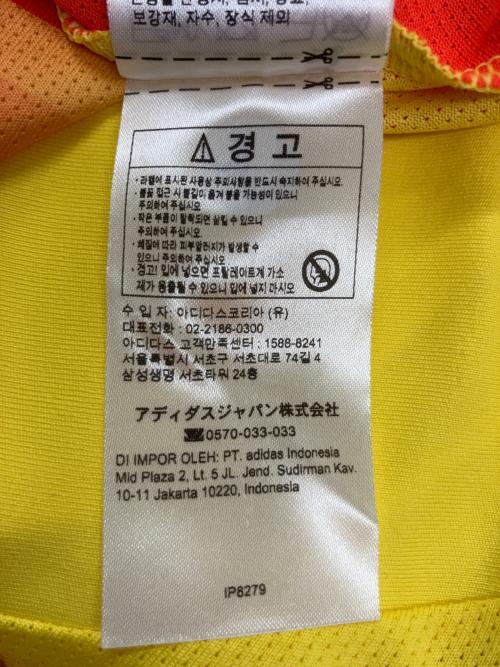 보강재, 자수, 장식 제외
⚠ 경 고
· 라벨에 표시된 사용상 주의사항을 반드시 숙지하여 주십시오.
· 불꽃 접근 시 불길이 옮겨 붙을 가능성이 있으니
주의하여 주십시오
· 작은 부품이 탈락되면 삼킬 수 있으니
주의하여 주십시오
· 체질에 따라 피부알러지가 발생할 수
있으니 주의하여 주십시오
· 경고! 입에 넣으면 프탈레이트계 가소
제가 용출될 수 있으니 입에 넣지 마시오
수 입 자: 아디다스코리아 (유)
대표전화 : 02-2186-0300
아디다스 고객만족센터 : 1588-8241
서울특별시 서초구 서초대로 74길 4
삼성생명 서초타워 24층
アディダスジャパン株式会社
☎0570-033-033
DI IMPOR OLEH: PT. adidas Indonesia
Mid Plaza 2, Lt. 5 JL. Jend. Sudirman Kav.
10-11 Jakarta 10220, Indonesia
IP8279